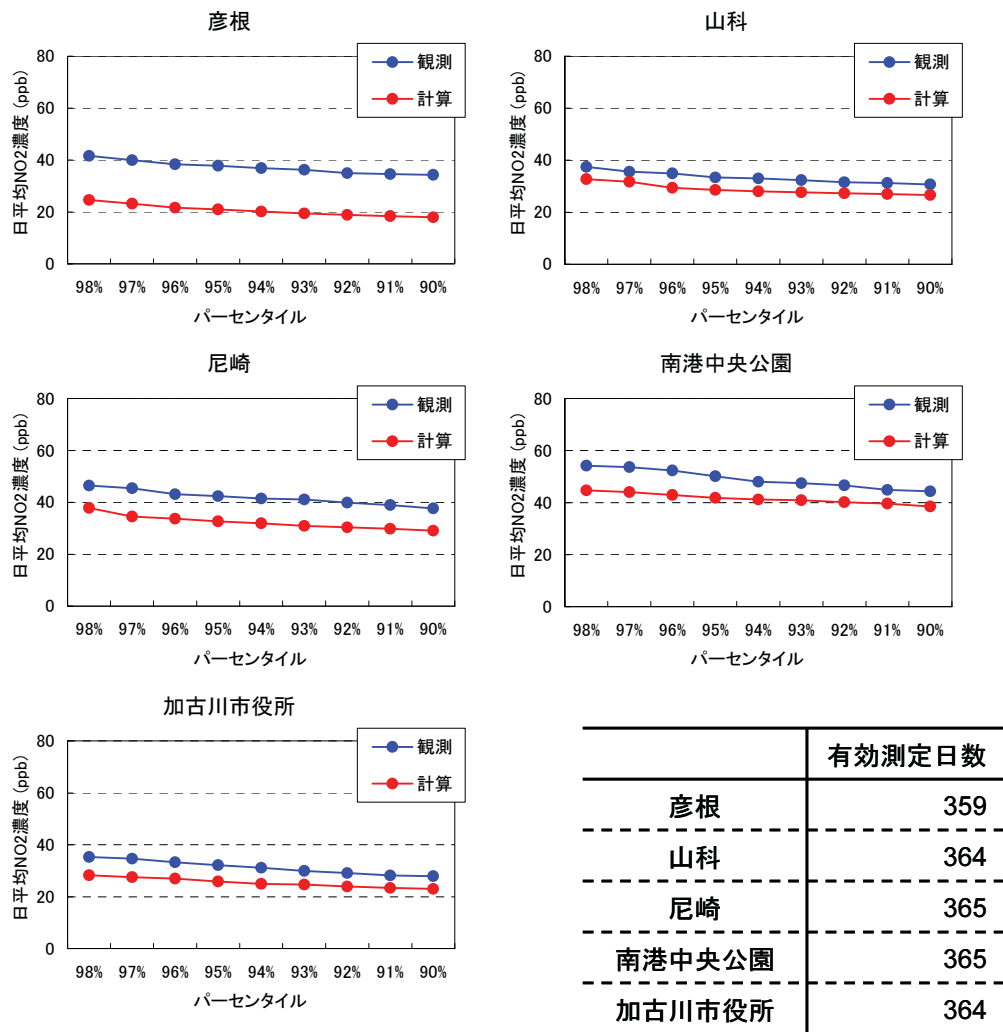 彦根
日平均NO2濃度 (ppb)
80
60
40
20
0
観測
計算
98% 97% 96% 95% 94% 93% 92% 91% 90%
パーセンタイル
山科
日平均NO2濃度 (ppb)
80
60
40
20
0
観測
計算
98% 97% 96% 95% 94% 93% 92% 91% 90%
パーセンタイル
尼崎
日平均NO2濃度 (ppb)
80
60
40
20
0
観測
計算
98% 97% 96% 95% 94% 93% 92% 91% 90%
パーセンタイル
南港中央公園
日平均NO2濃度 (ppb)
80
60
40
20
0
観測
計算
98% 97% 96% 95% 94% 93% 92% 91% 90%
パーセンタイル
加古川市役所
日平均NO2濃度 (ppb)
80
60
40
20
0
観測
計算
98% 97% 96% 95% 94% 93% 92% 91% 90%
パーセンタイル
有効測定日数
彦根 359
山科 364
尼崎 365
南港中央公園 365
加古川市役所 364